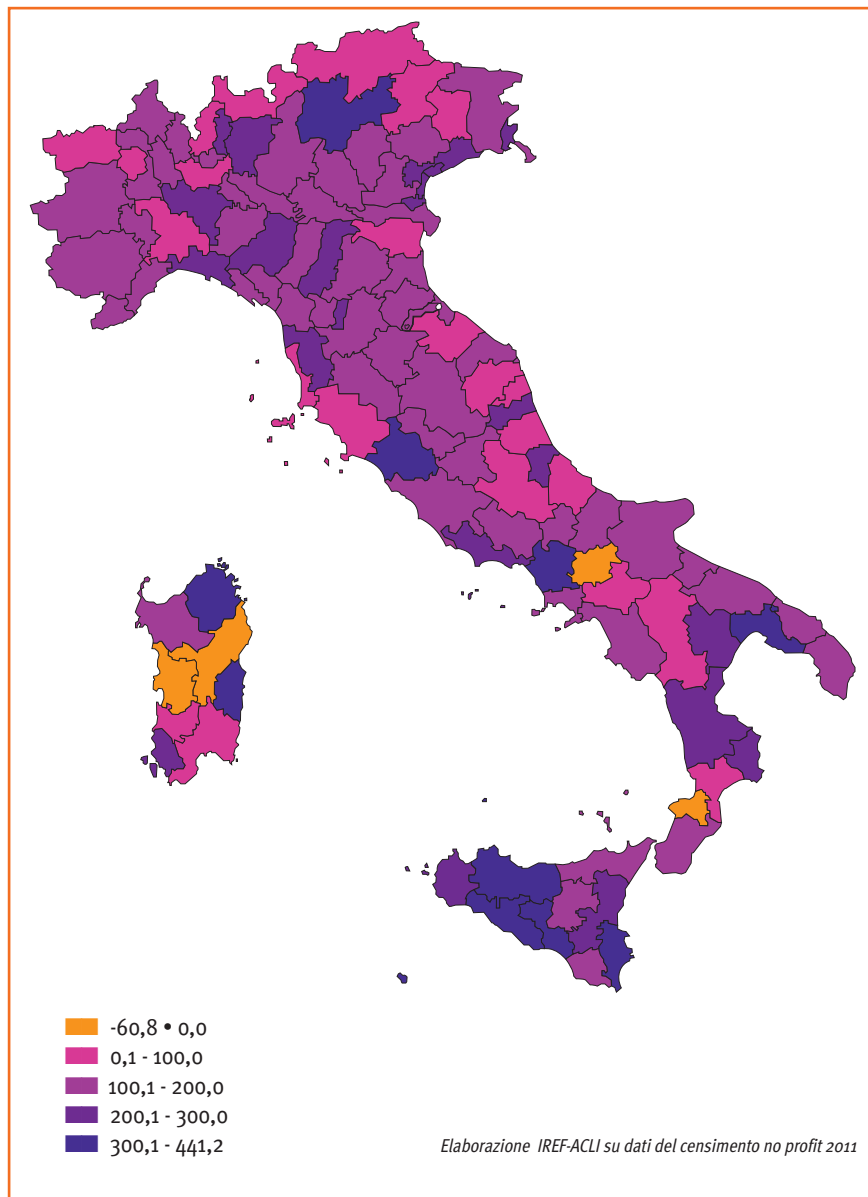 -60,8 • 0,0
0,1 - 100,0
100,1 - 200,0
200,1 - 300,0
300,1 - 441,2
Elaborazione IREF-ACLI su dati del censimento no profit 2011